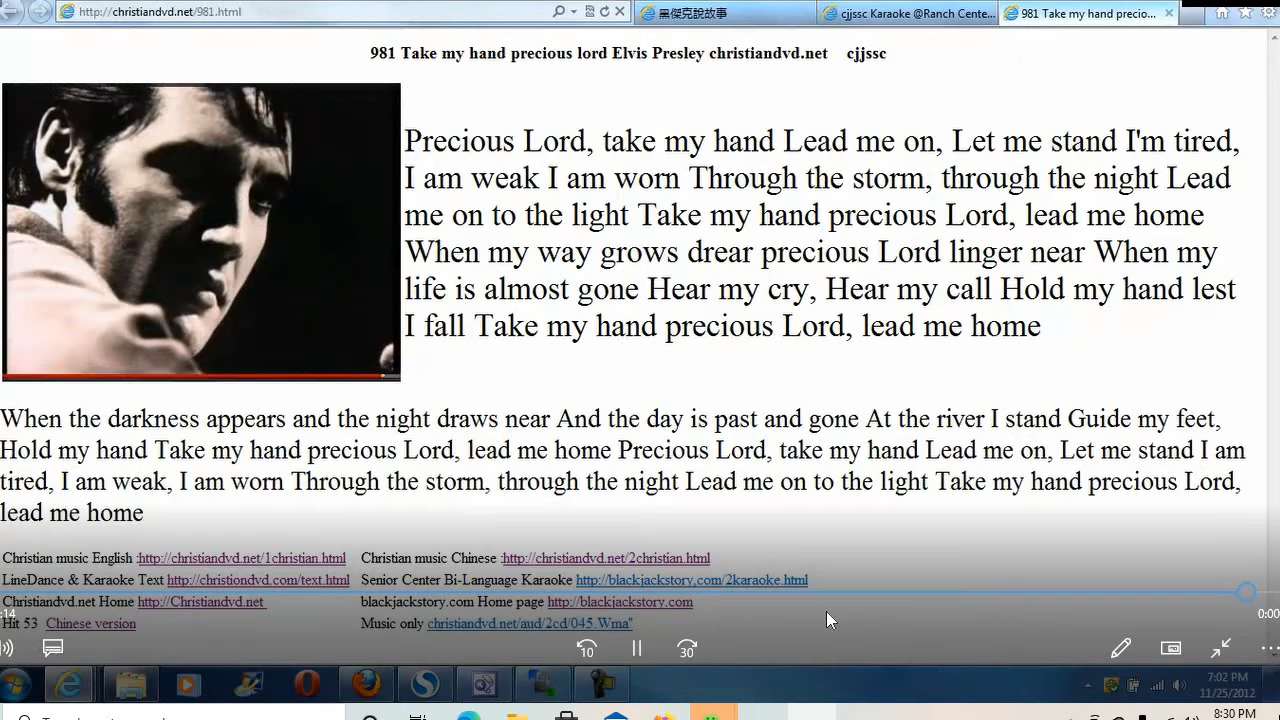 http://christiandvd.net/981.html
黑傑克說故事
cjjssc Karaoke @Ranch Cente...
981 Take my hand precio...
981 Take my hand precious lord Elvis Presley christiandvd.net cjjssc
Precious Lord, take my hand Lead me on, Let me stand I'm tired,
I am weak I am worn Through the storm, through the night Lead
me on to the light Take my hand precious Lord, lead me home
When my way grows drear precious Lord linger near When my
life is almost gone Hear my cry, Hear my call Hold my hand lest
I fall Take my hand precious Lord, lead me home
When the darkness appears and the night draws near And the day is past and gone At the river I stand Guide my feet,
Hold my hand Take my hand precious Lord, lead me home Precious Lord, take my hand Lead me on, Let me stand I am
tired, I am weak, I am worn Through the storm, through the night Lead me on to the light Take my hand precious Lord,
lead me home
Christian music English :http://christiandvd.net/1christian.html Christian music Chinese :http://christiandvd.net/2christian.html
LineDance & Karaoke Text http://christiondvd.com/text.html Senior Center Bi-Language Karaoke http://blackjackstory,com/2karaoke.html
Christiandvd.net Home http://Christiandvd.net blackjackstory.com Home page http://blackjackstory.com
:14 0:00
Hit 53 Chinese version Music only christiandvd.net/aud/2cd/045.Wma"
10 30
7:02 PM
11/25/2012
8:30 PM